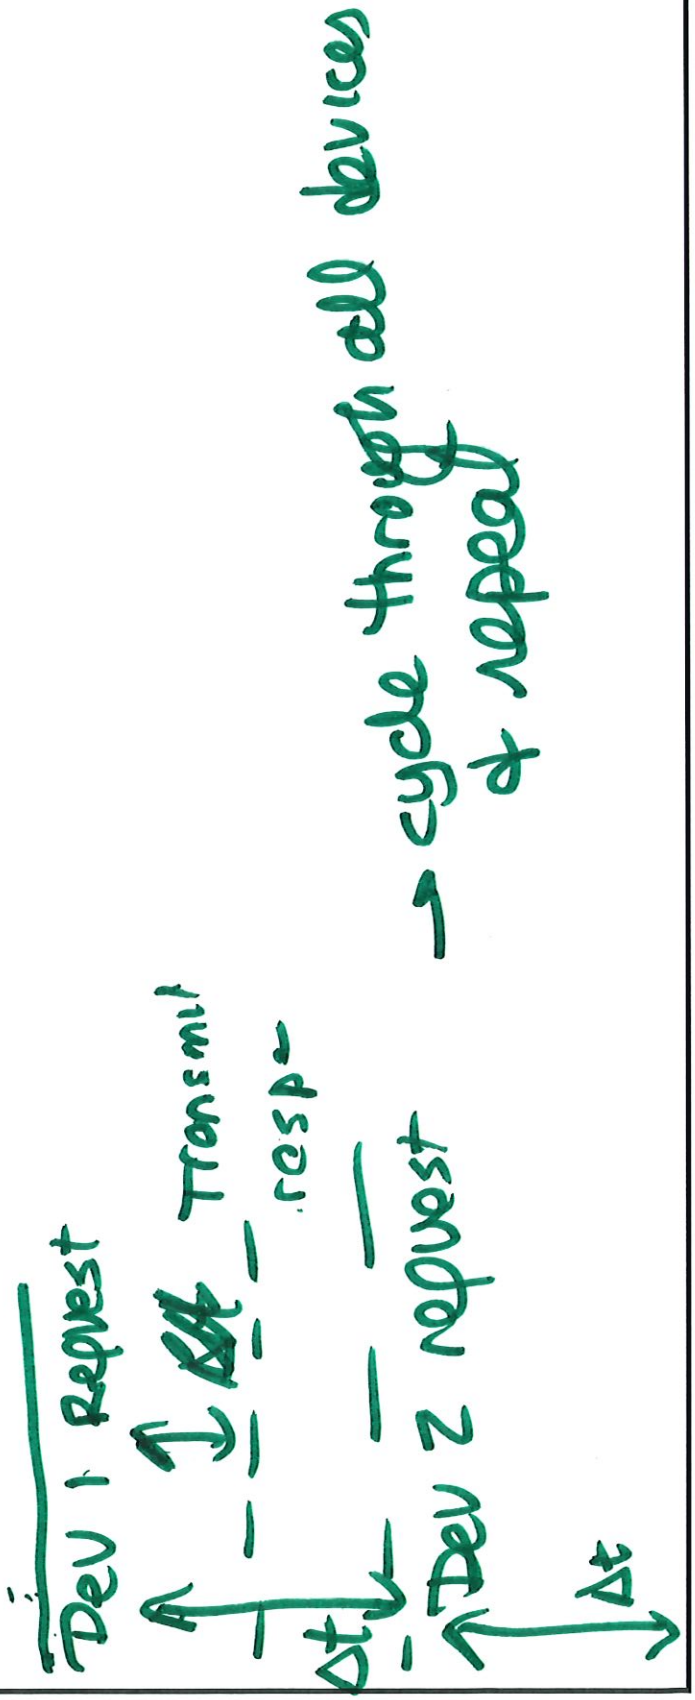 Dev 1 Request
Transmit
resp
Δt
Dev 2 request
Δt
→ cycle through all devices
& repeat